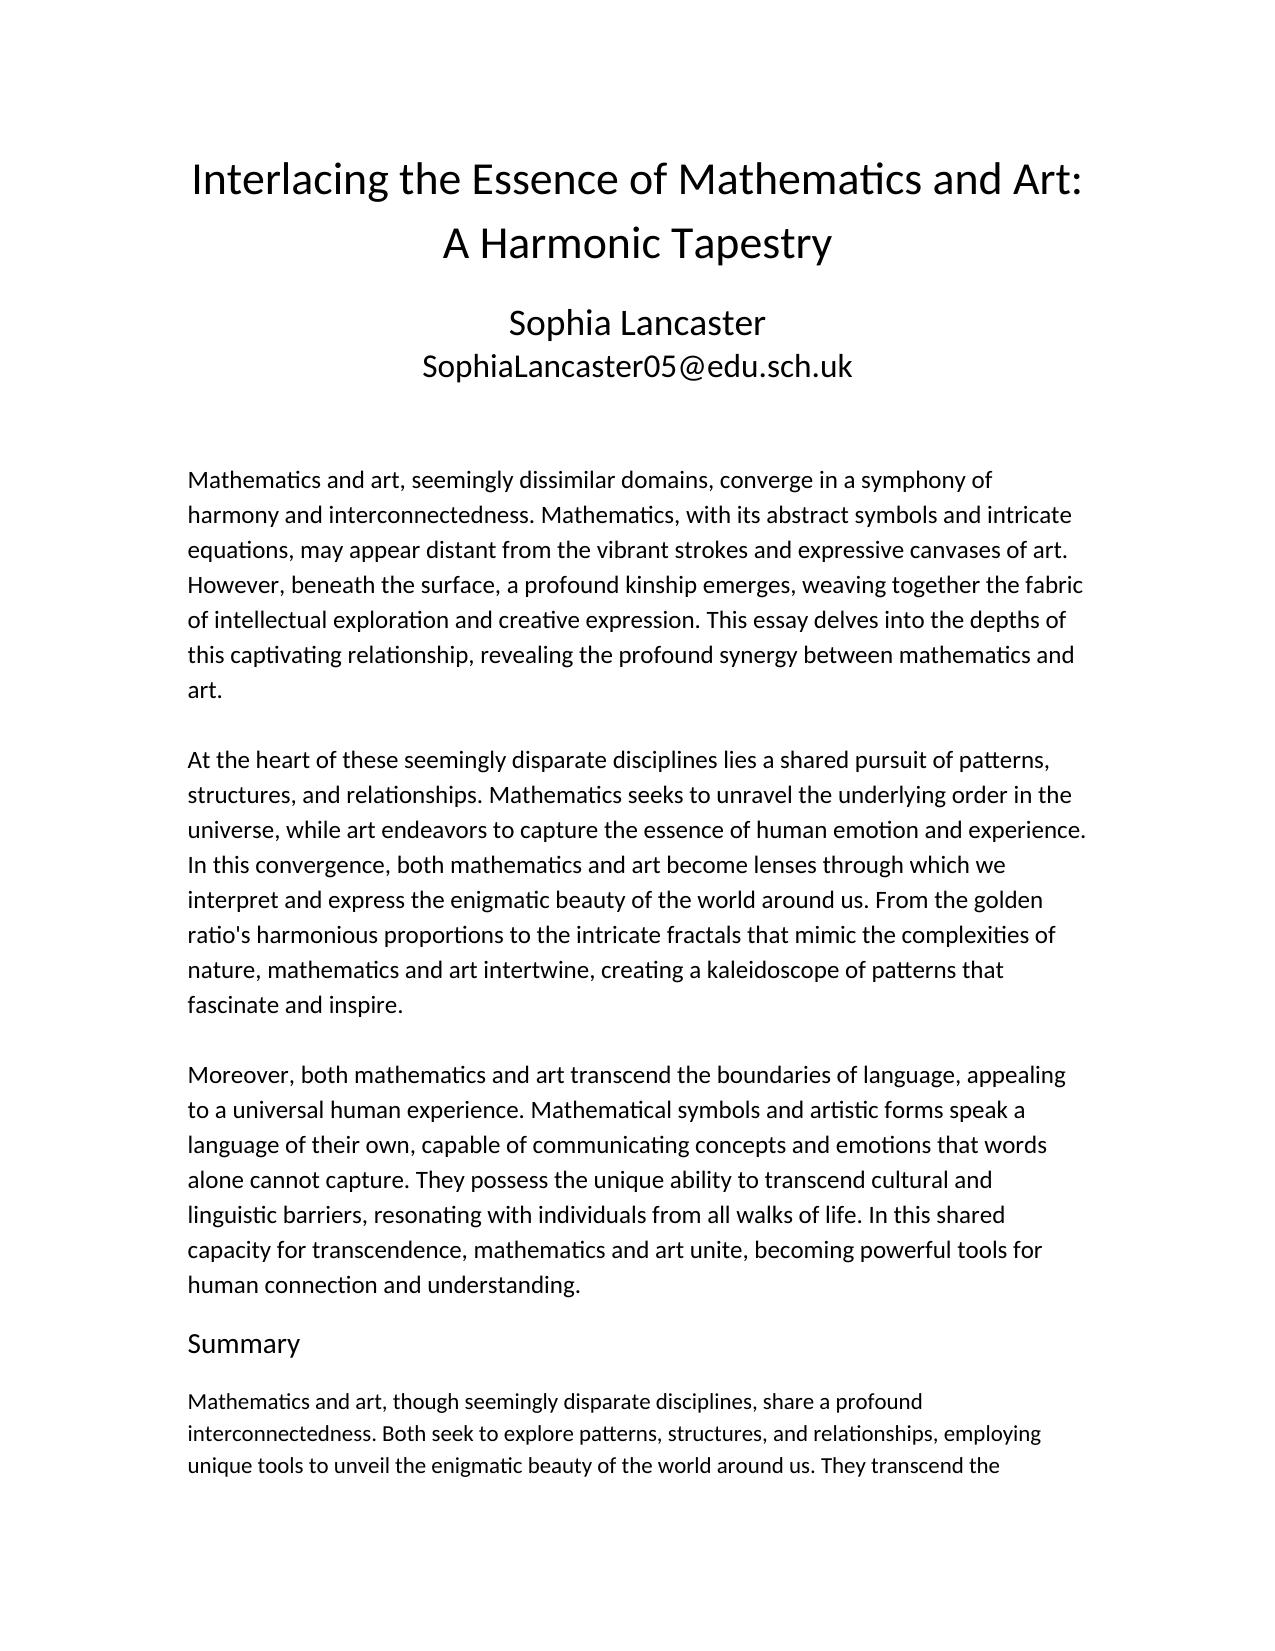 Interlacing the Essence of Mathematics and Art:
A Harmonic Tapestry
Sophia Lancaster
SophiaLancaster05@edu.sch.uk
Mathematics and art, seemingly dissimilar domains, converge in a symphony of
harmony and interconnectedness. Mathematics, with its abstract symbols and intricate
equations, may appear distant from the vibrant strokes and expressive canvases of art.
However, beneath the surface, a profound kinship emerges, weaving together the fabric
of intellectual exploration and creative expression. This essay delves into the depths of
this captivating relationship, revealing the profound synergy between mathematics and
art.
At the heart of these seemingly disparate disciplines lies a shared pursuit of patterns,
structures, and relationships. Mathematics seeks to unravel the underlying order in the
universe, while art endeavors to capture the essence of human emotion and experience.
In this convergence, both mathematics and art become lenses through which we
interpret and express the enigmatic beauty of the world around us. From the golden
ratio's harmonious proportions to the intricate fractals that mimic the complexities of
nature, mathematics and art intertwine, creating a kaleidoscope of patterns that
fascinate and inspire.
Moreover, both mathematics and art transcend the boundaries of language, appealing
to a universal human experience. Mathematical symbols and artistic forms speak a
language of their own, capable of communicating concepts and emotions that words
alone cannot capture. They possess the unique ability to transcend cultural and
linguistic barriers, resonating with individuals from all walks of life. In this shared
capacity for transcendence, mathematics and art unite, becoming powerful tools for
human connection and understanding.
Summary
Mathematics and art, though seemingly disparate disciplines, share a profound
interconnectedness. Both seek to explore patterns, structures, and relationships, employing
unique tools to unveil the enigmatic beauty of the world around us. They transcend the